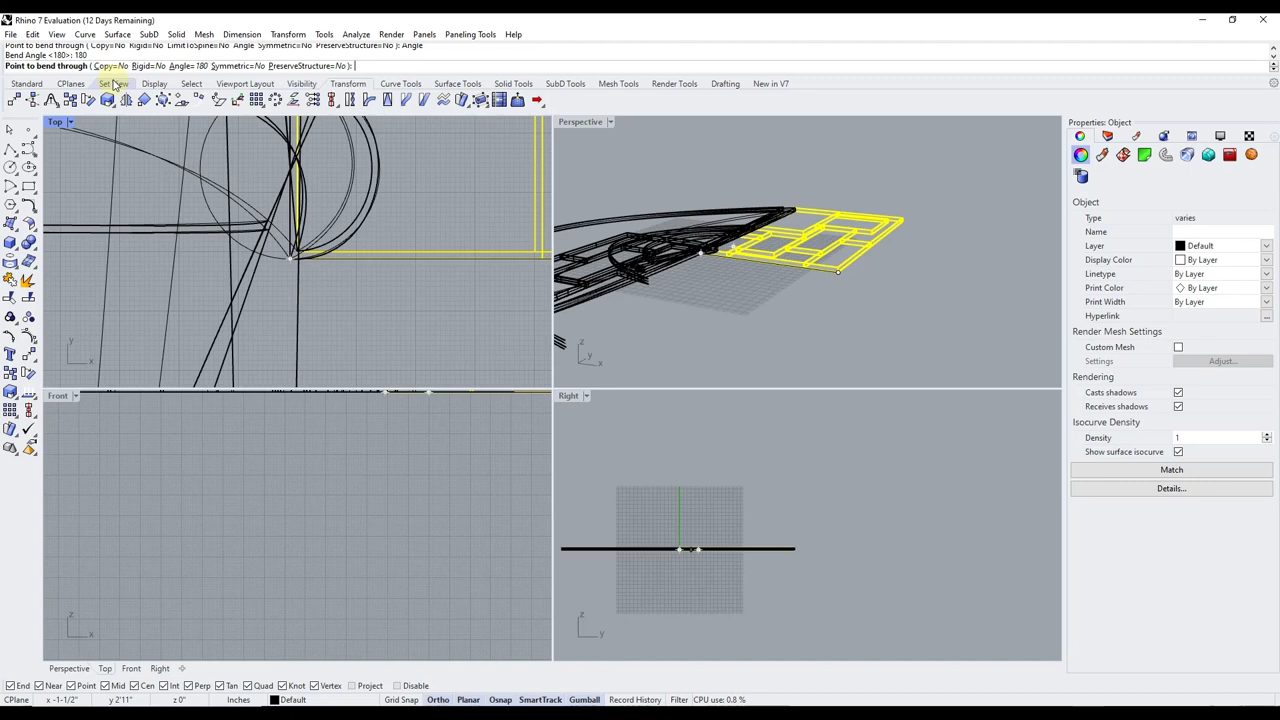 Rhino 7 Evaluation (12 Days Remaining)
File Edit View Curve Surface SubD Solid Mesh Dimension Transform Tools Analyze Render Panels Paneling Tools Help
Point to bend through ( Copy=No Rigid=No LimitToSpine=No Angle Symmetric=No PreserveStructure=No ): Angle
Bend Angle <180>: 180
Point to bend through ( Copy=No Rigid=No Angle=180 Symmetric=No PreserveStructure=No ):
Standard CPlanes Set View Display Select Viewport Layout Visibility Transform Curve Tools Surface Tools Solid Tools SubD Tools Mesh Tools Render Tools Drafting New in V7
Top Perspective Properties: Object
Object
Type varies
Name
Layer Default
Display Color By Layer
Linetype By Layer
Print Color By Layer
Print Width By Layer
Hyperlink ...
Render Mesh Settings
Custom Mesh
Settings Adjust...
y
x
z
y
x
Rendering
Front Right
Casts shadows
Receives shadows
Isocurve Density
Density 1
Show surface isocurve
Match
Details...
z
x
z
y
Perspective Top Front Right
End Near Point Mid Cen Int Perp Tan Quad Knot Vertex Project Disable
CPlane x -1-1/2" y 2'11" z 0" Inches Default Grid Snap Ortho Planar Osnap SmartTrack Gumball Record History Filter CPU use: 0.8 %